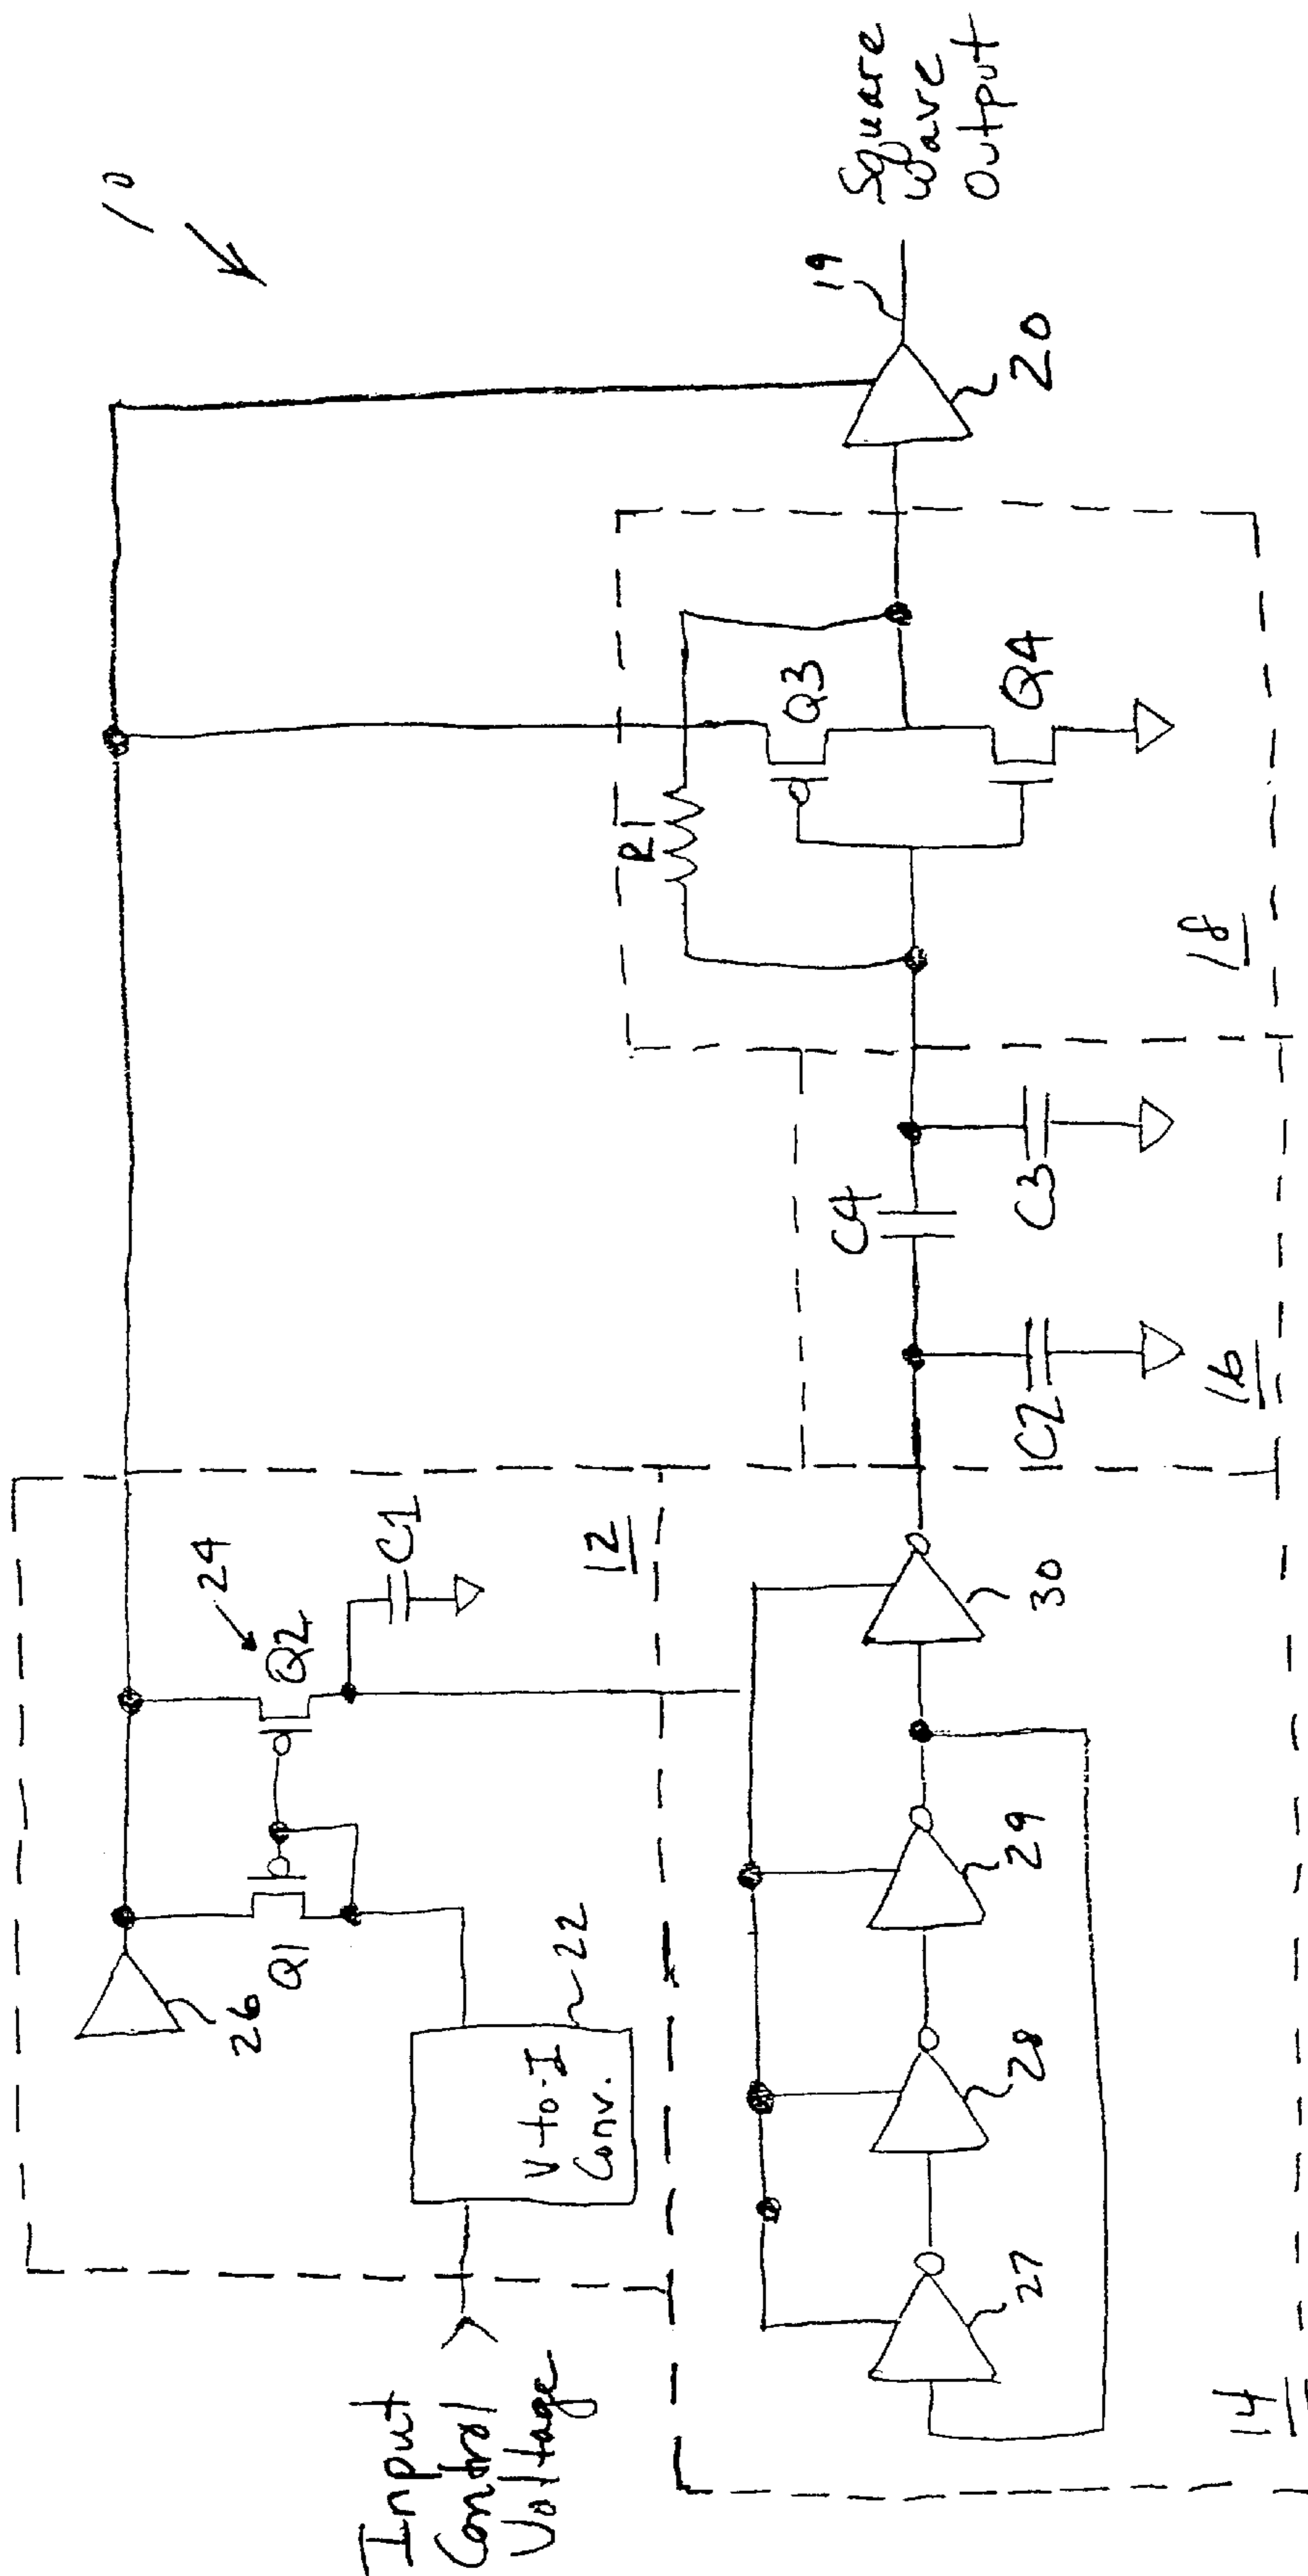 10
Input
Control
Voltage
26
Q1
24
Q2
C1
V-to-I
Conv.
22
12
27
28
29
30
14
C4
C2
C3
16
R1
Q3
Q4
18
19
20
Square
Wave
Output